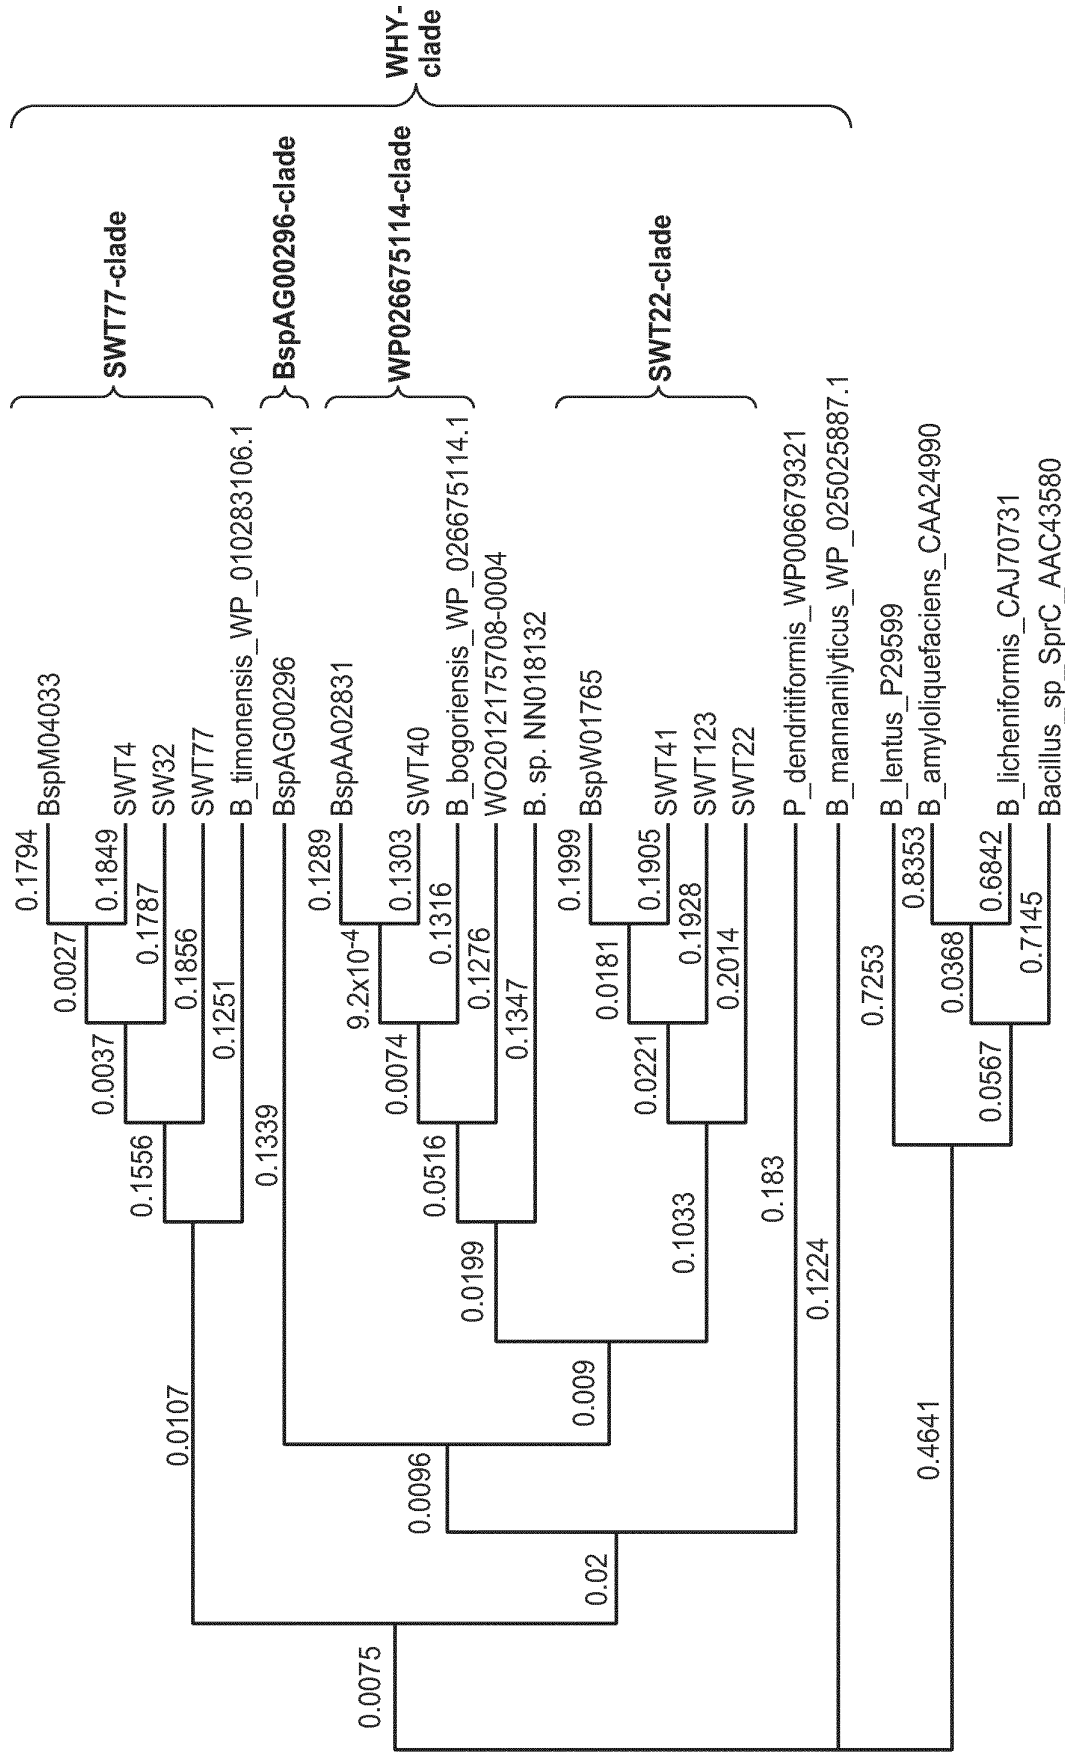 WHY-
clade
SWT77-clade
BspAG00296-clade
WP026675114-clade
SWT22-clade
BspM04033
SWT4
SW32
SWT77
B_timonensis_WP_010283106.1
BspAG00296
BspAA02831
SWT40
B_bogoriensis_WP_026675114.1
WO2012175708-0004
B. sp. NN018132
BspW01765
SWT41
SWT123
SWT22
P_dendritiformis_WP006679321
B_mannanilyticus_WP_025025887.1
B_lentus_P29599
B_amyloliquefaciens_CAA24990
B_licheniformis_CAJ70731
Bacillus_sp_SprC_AAC43580
0.1794
0.1849
0.0027
0.1787
0.0037
0.1856
0.1556
0.1251
0.0107
0.1339
0.1289
0.1303
9.2x10-4
0.1316
0.0074
0.1276
0.0516
0.1347
0.0199
0.1999
0.1905
0.0181
0.1928
0.0221
0.2014
0.1033
0.009
0.0096
0.183
0.02
0.0075
0.1224
0.7253
0.8353
0.6842
0.0368
0.7145
0.0567
0.4641